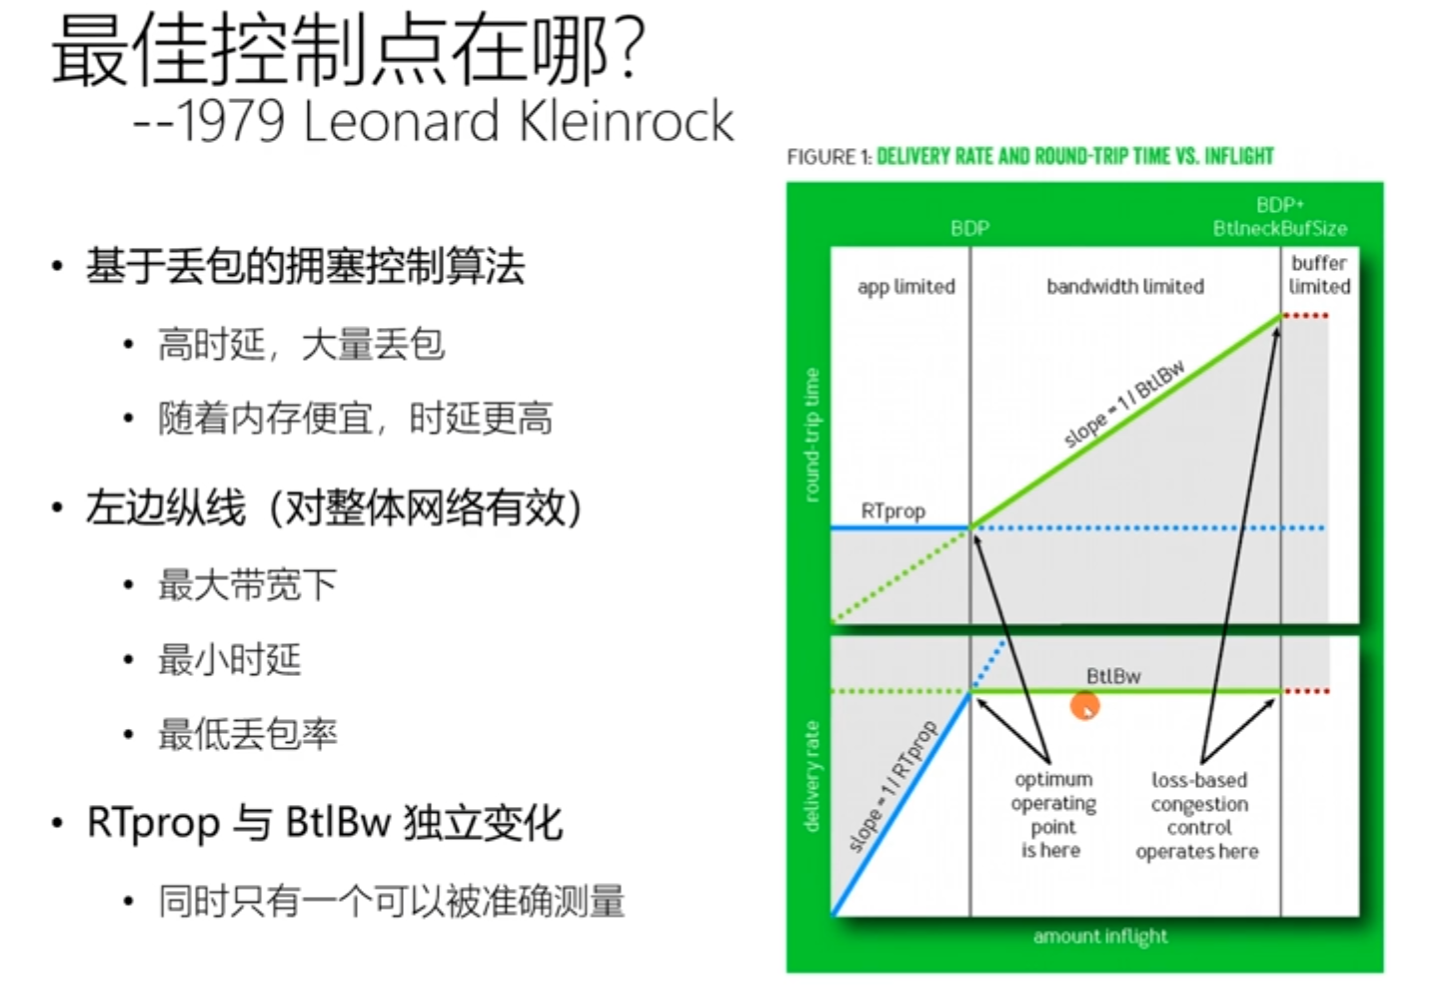 最佳控制点在哪？
--1979 Leonard Kleinrock
• 基于丢包的拥塞控制算法
• 高时延，大量丢包
• 随着内存便宜，时延更高
• 左边纵线（对整体网络有效）
• 最大带宽下
• 最小时延
• 最低丢包率
• RTprop 与 BtlBw 独立变化
• 同时只有一个可以被准确测量
FIGURE 1: DELIVERY RATE AND ROUND-TRIP TIME VS. INFLIGHT
BDP
BDP+
BtlneckBufSize
app limited
bandwidth limited
buffer
limited
round-trip time
slope = 1 / BtlBw
RTprop
BtlBw
delivery rate
slope = 1 / RTprop
optimum
operating
point
is here
loss-based
congestion
control
operates here
amount inflight